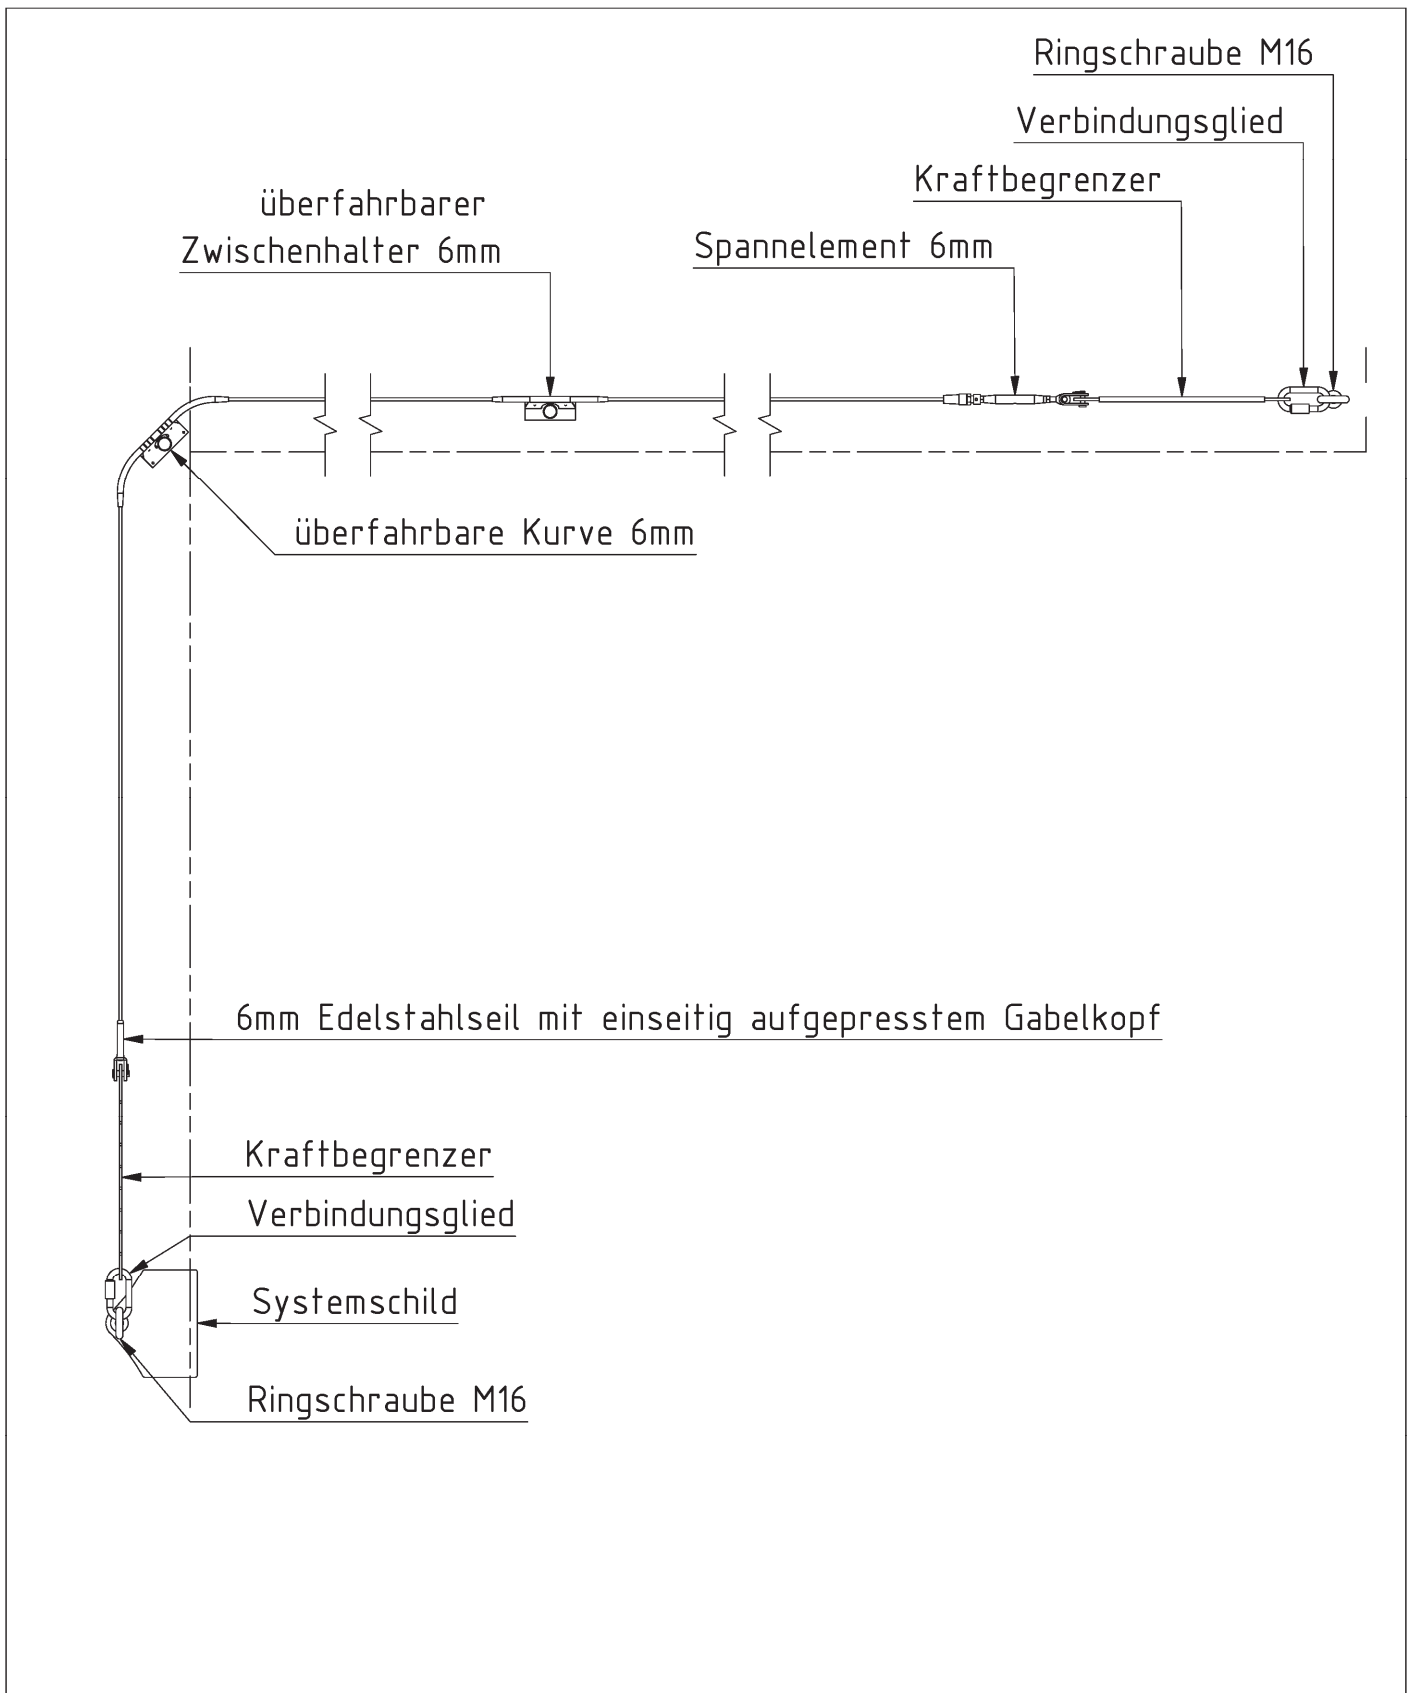 Ringschraube M16
Verbindungsglied
Kraftbegrenzer
überfahrbarer
Zwischenhalter 6mm
Spannelement 6mm
überfahrbare Kurve 6mm
6mm Edelstahlseil mit einseitig aufgepresstem Gabelkopf
Kraftbegrenzer
Verbindungsglied
Systemschild
Ringschraube M16